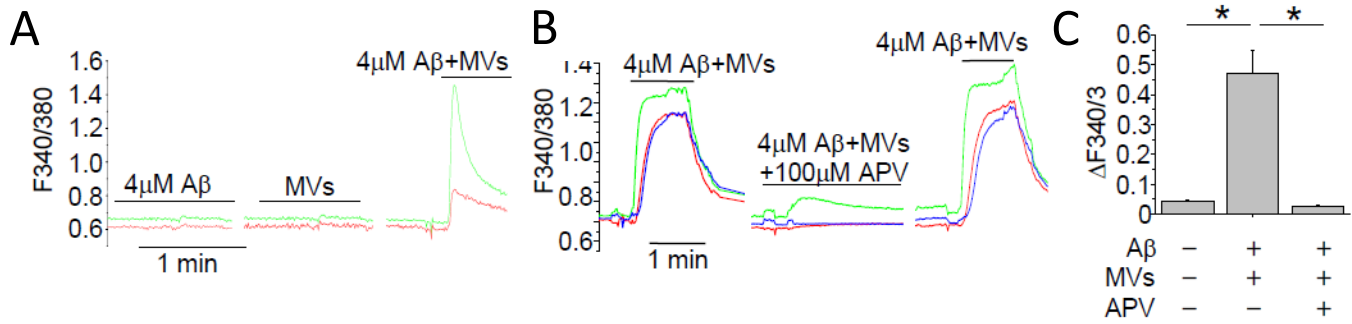 A
F340/380
1.6
1.4
1.2
1.0
0.8
0.6
4μM Aβ
MVs
4μM Aβ+MVs
1 min
B
F340/380
1.4
1.2
1.0
0.8
0.6
4μM Aβ+MVs
4μM Aβ+MVs
+100μM APV
4μM Aβ+MVs
1 min
C
ΔF340/3
0.6
0.5
0.4
0.3
0.2
0.1
0
* *
Aβ – + +
MVs – + +
APV – – +